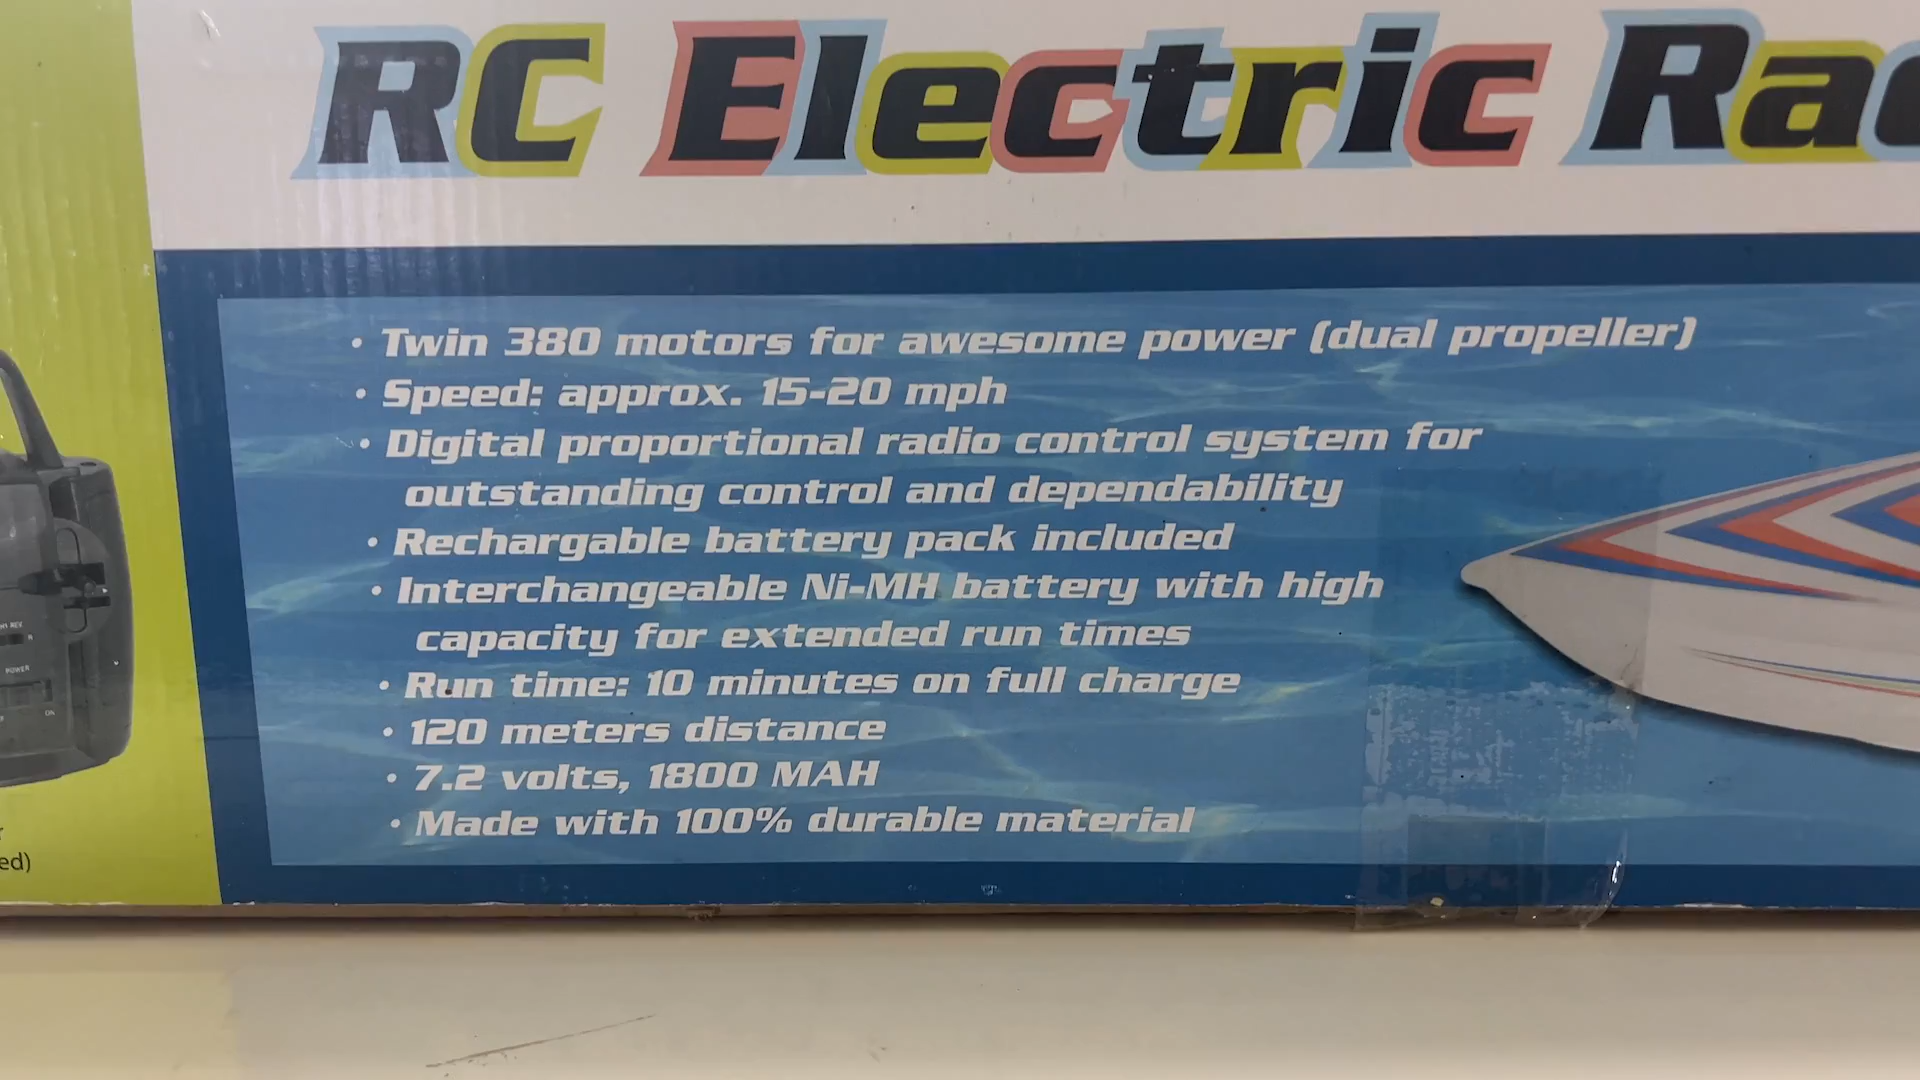 RC Electric Rac
• Twin 380 motors for awesome power (dual propeller)
• Speed: approx. 15-20 mph
• Digital proportional radio control system for
outstanding control and dependability
• Rechargable battery pack included
• Interchangeable Ni-MH battery with high
capacity for extended run times
• Run time: 10 minutes on full charge
• 120 meters distance
• 7.2 volts, 1800 MAH
• Made with 100% durable material
POWER
ON
ed)